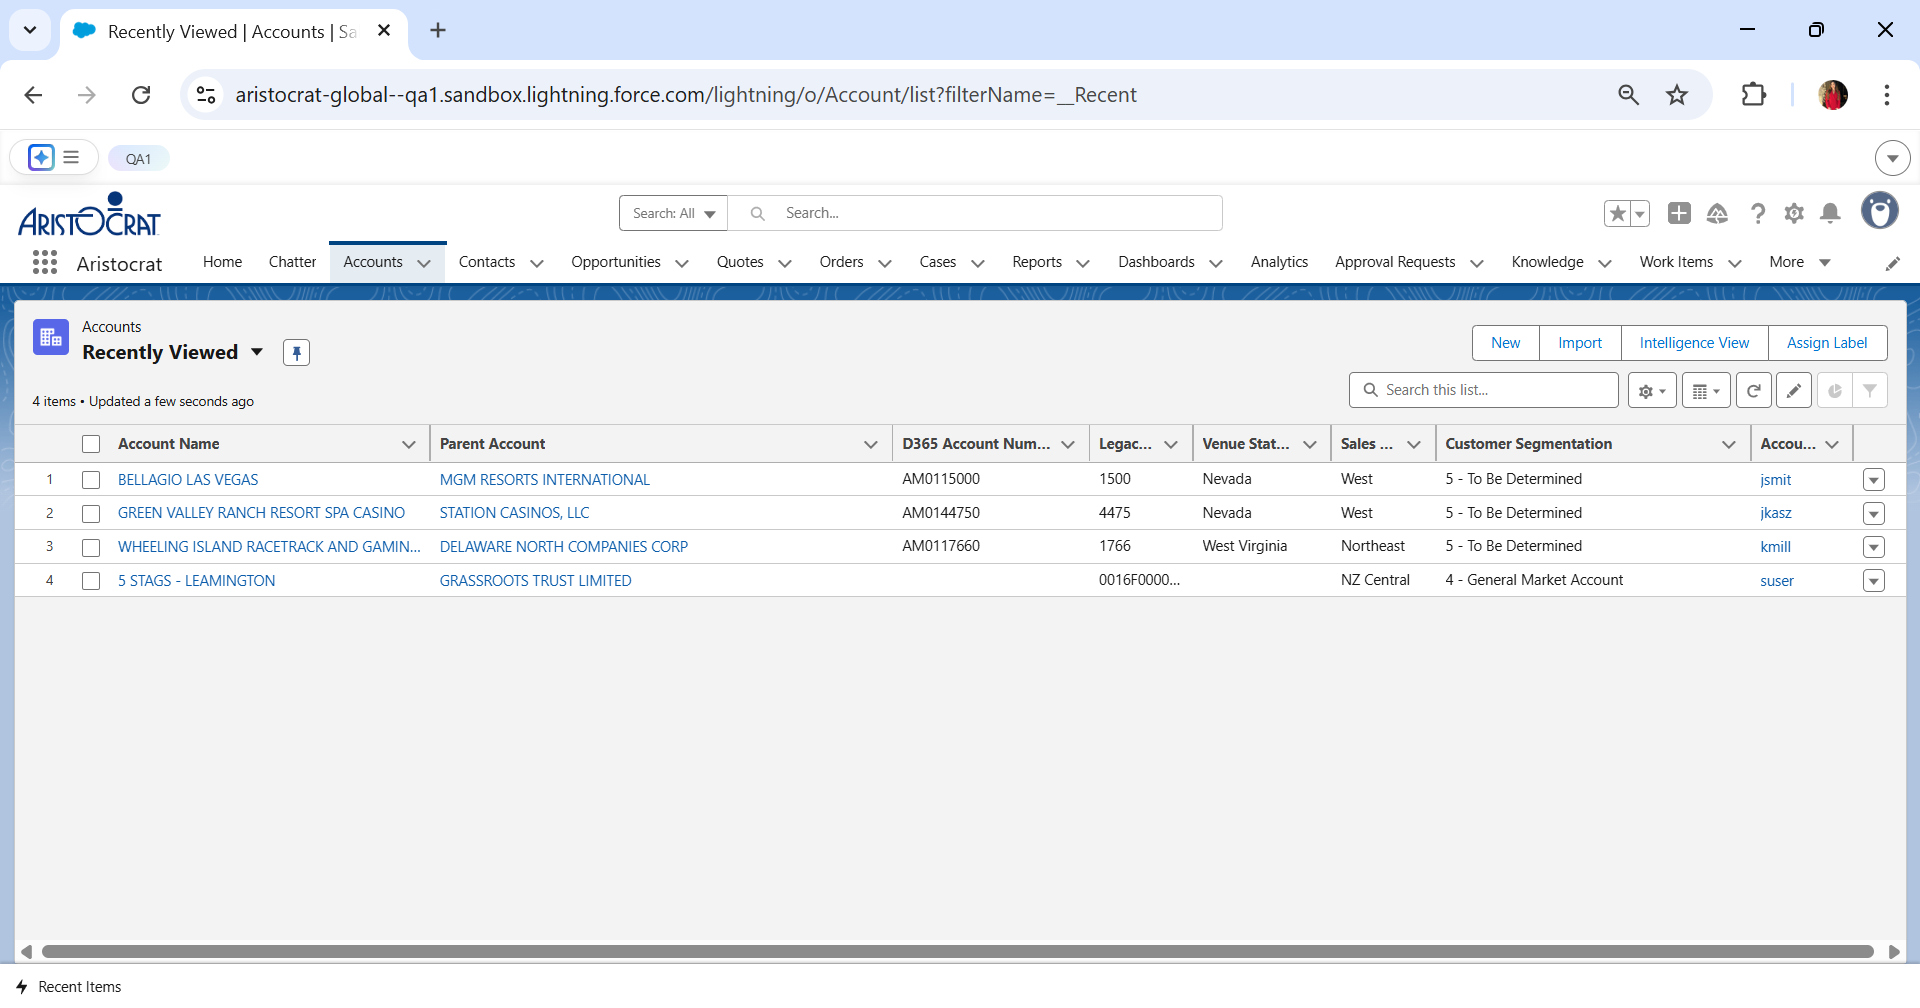 Recently Viewed | Accounts | Sa
aristocrat-global--qa1.sandbox.lightning.force.com/lightning/o/Account/list?filterName=__Recent
QA1
ARISTOCRAT
Search: All
Search...
Aristocrat
Home
Chatter
Accounts
Contacts
Opportunities
Quotes
Orders
Cases
Reports
Dashboards
Analytics
Approval Requests
Knowledge
Work Items
More
Accounts
Recently Viewed
New
Import
Intelligence View
Assign Label
4 items • Updated a few seconds ago
Search this list...
Account Name Parent Account D365 Account Num... Legac... Venue Stat... Sales ... Customer Segmentation Accou...
1 BELLAGIO LAS VEGAS MGM RESORTS INTERNATIONAL AM0115000 1500 Nevada West 5 - To Be Determined jsmit
2 GREEN VALLEY RANCH RESORT SPA CASINO STATION CASINOS, LLC AM0144750 4475 Nevada West 5 - To Be Determined jkasz
3 WHEELING ISLAND RACETRACK AND GAMIN... DELAWARE NORTH COMPANIES CORP AM0117660 1766 West Virginia Northeast 5 - To Be Determined kmill
4 5 STAGS - LEAMINGTON GRASSROOTS TRUST LIMITED 0016F0000... NZ Central 4 - General Market Account suser
Recent Items